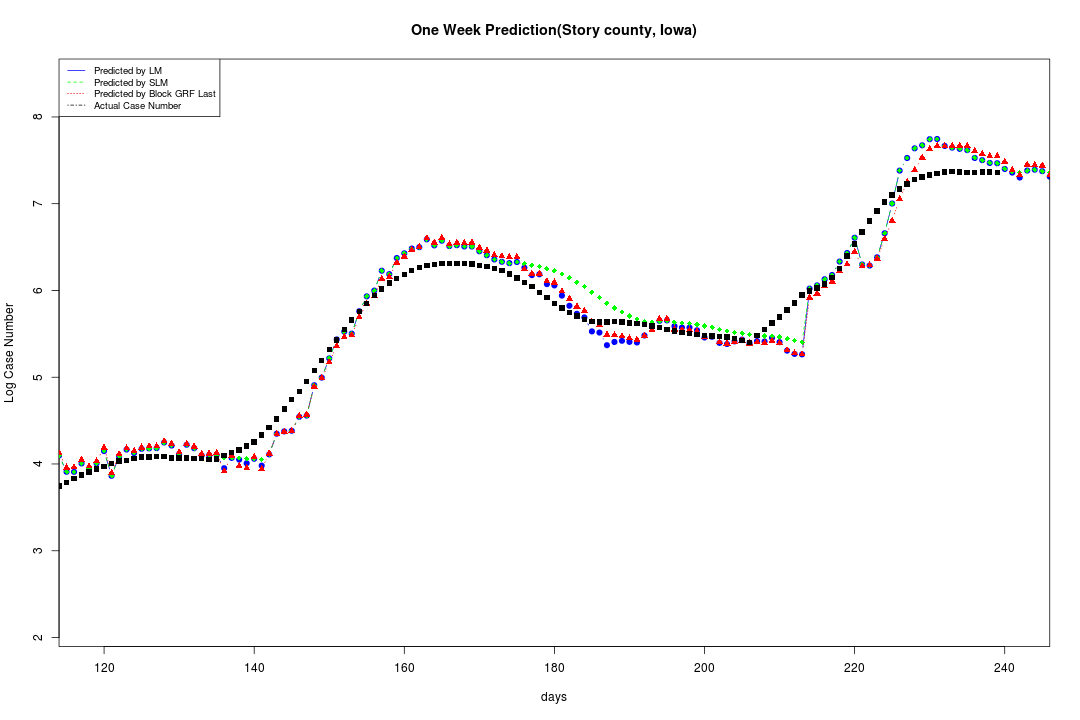 One Week Prediction(Story county, Iowa)
Predicted by LM
Predicted by SLM
Predicted by Block GRF Last
Actual Case Number
8
7
6
5
4
3
2
Log Case Number
120 140 160 180 200 220 240
days